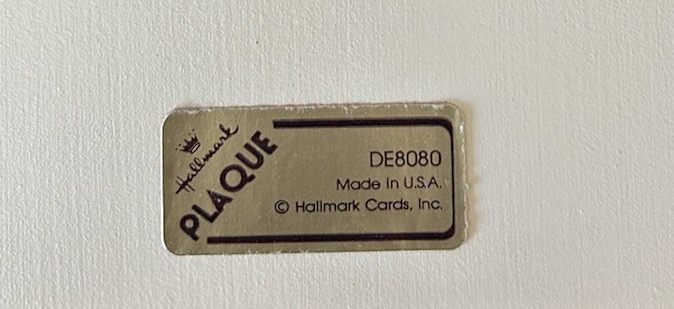 Hallmark
PLAQUE
DE8080
Made in U.S.A.
© Hallmark Cards, Inc.